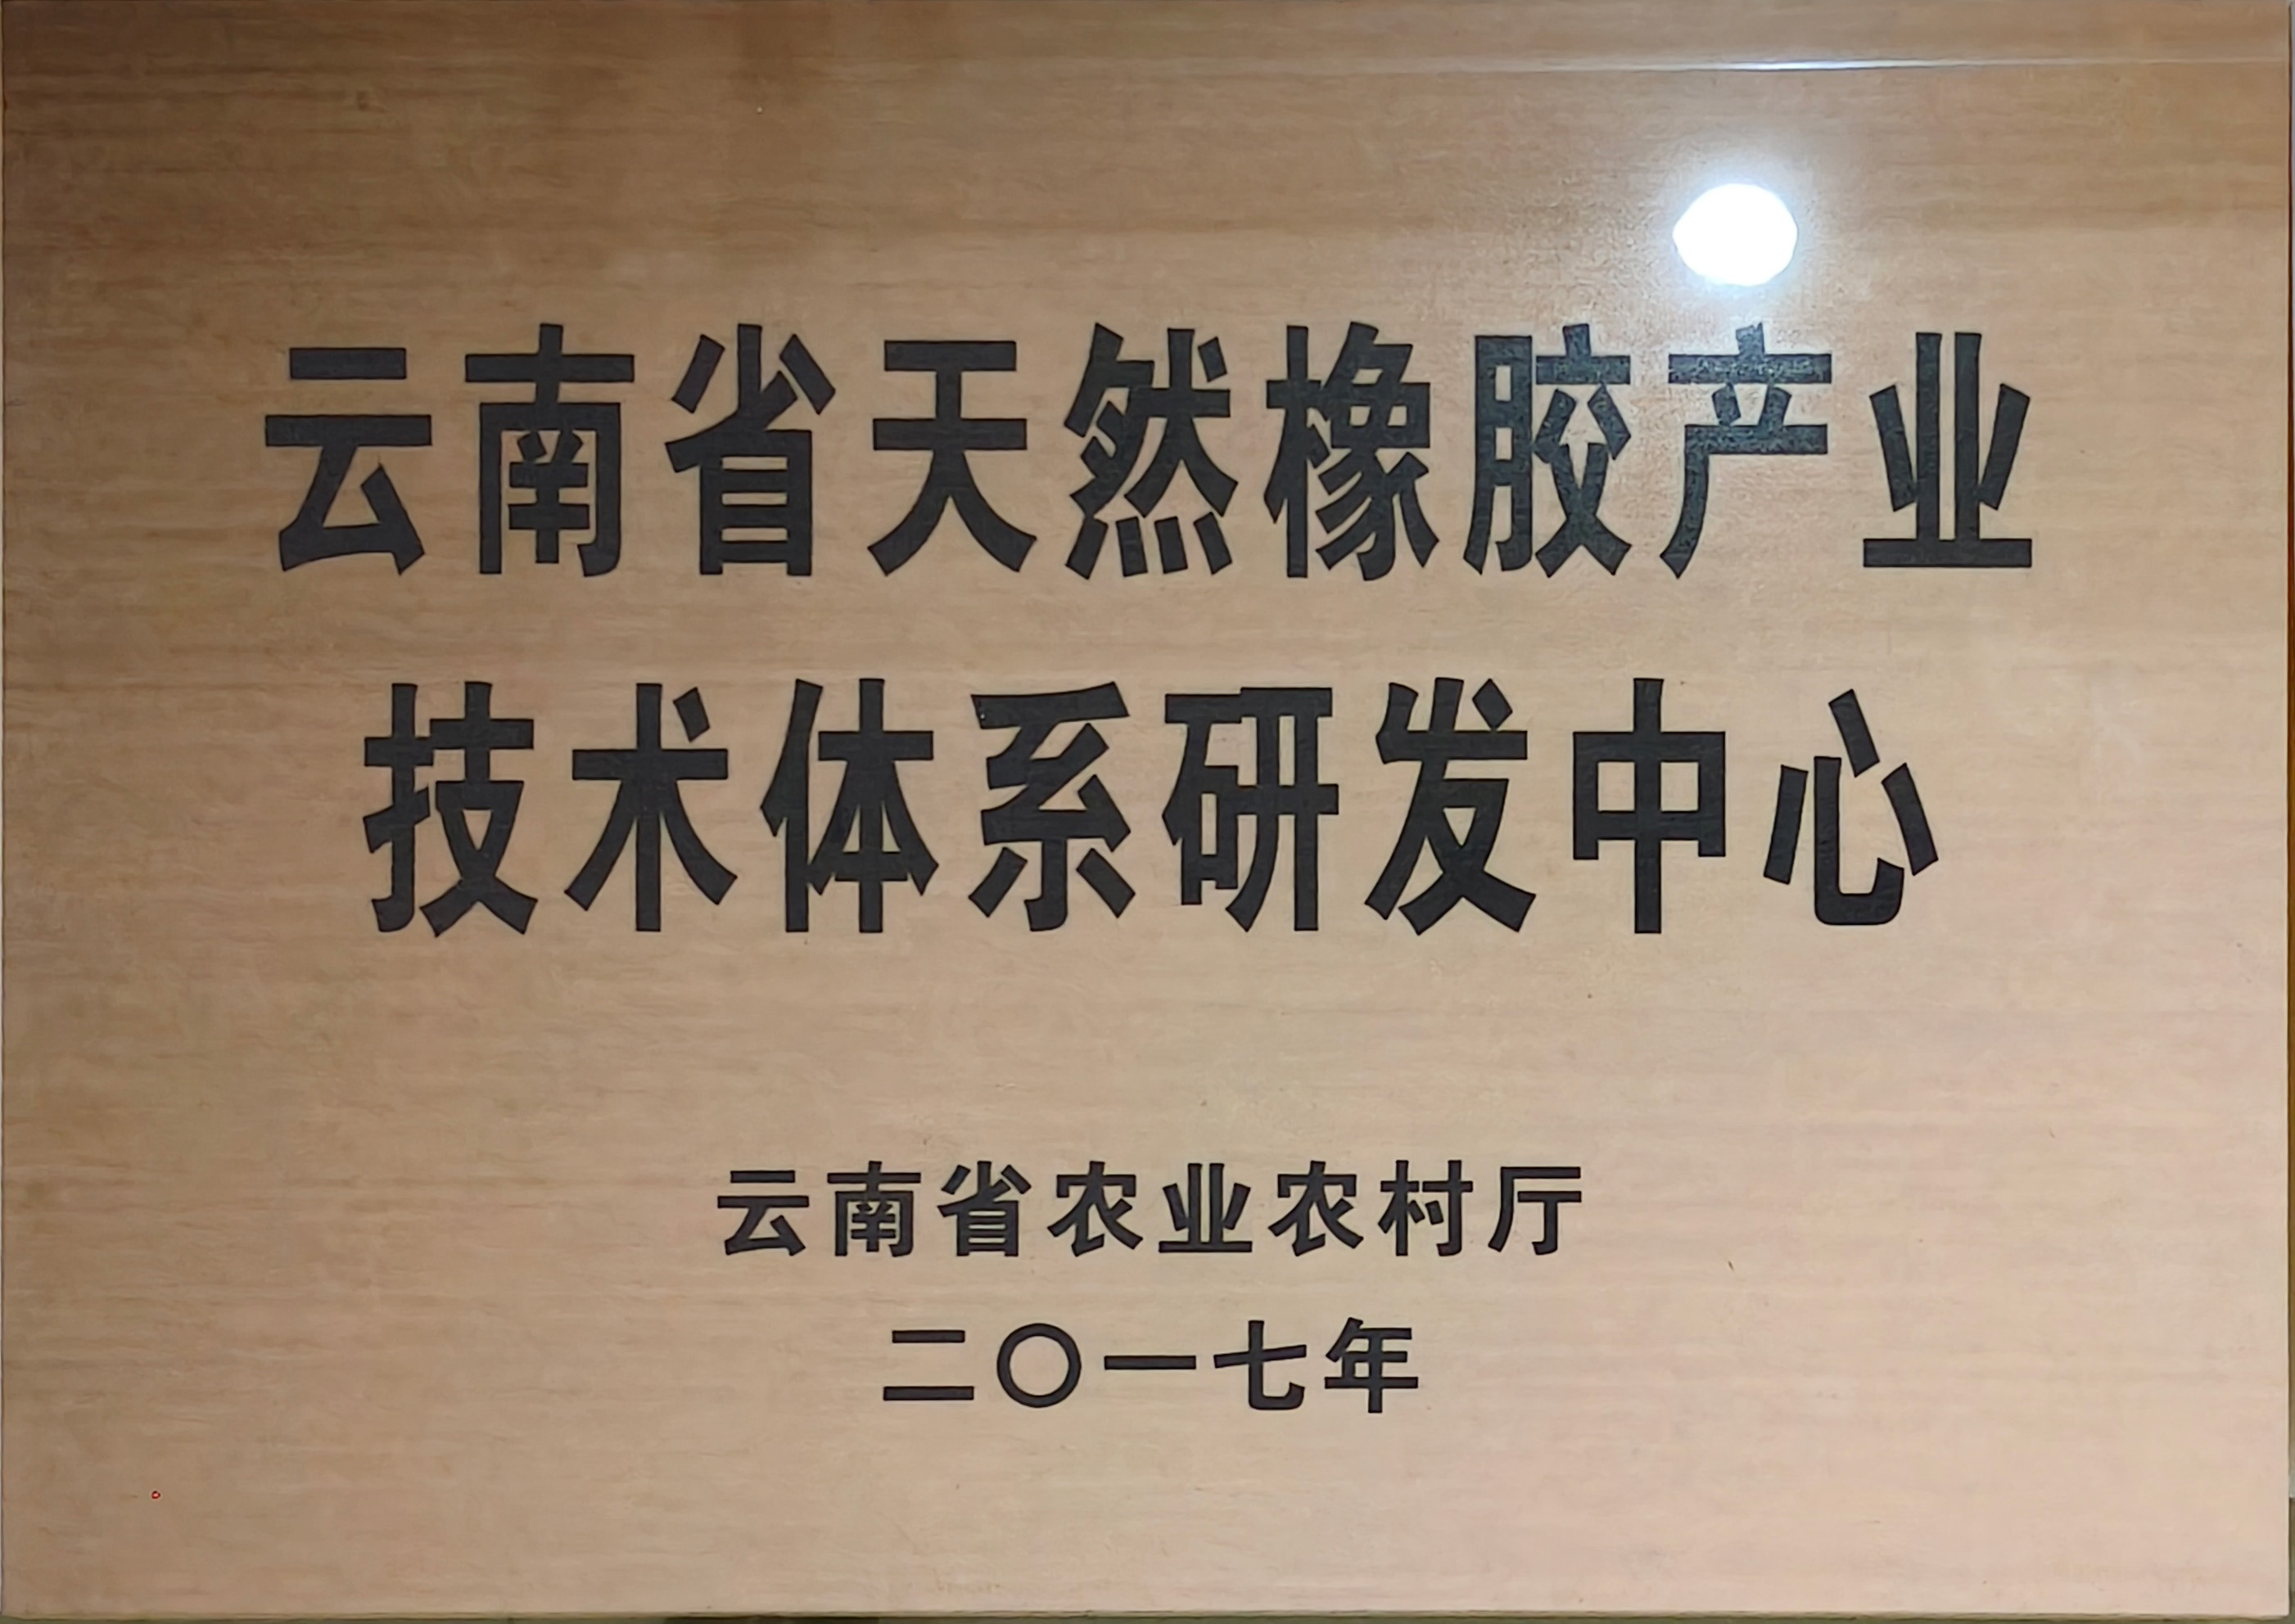 云南省天然橡胶产业
技术体系研发中心
云南省农业农村厅
二〇一七年